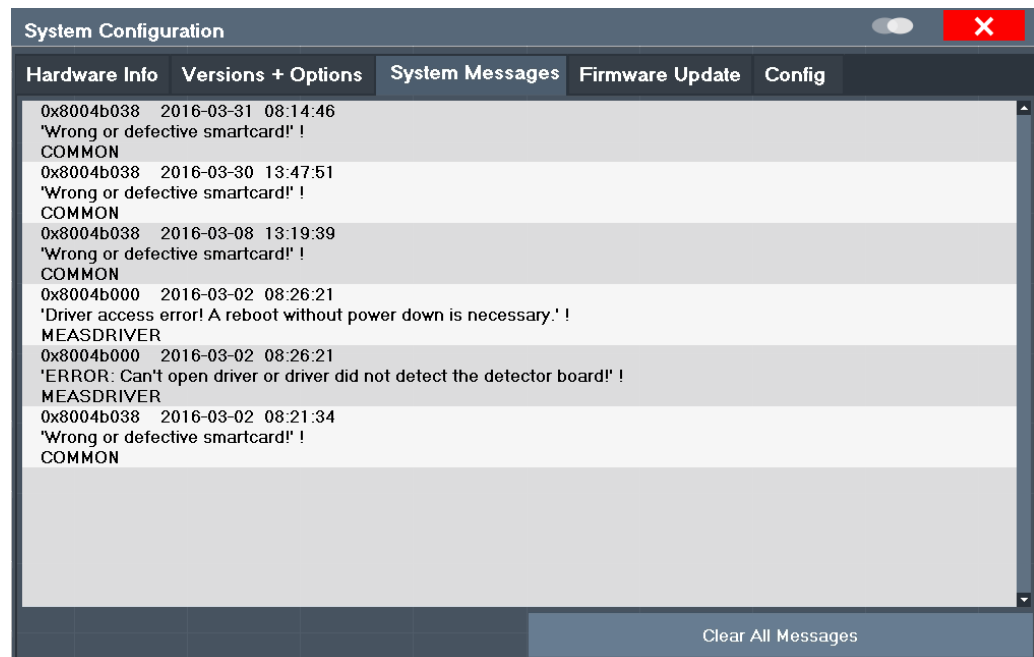 System Configuration
Hardware Info Versions + Options System Messages Firmware Update Config
0x8004b038 2016-03-31 08:14:46
'Wrong or defective smartcard!' !
COMMON
0x8004b038 2016-03-30 13:47:51
'Wrong or defective smartcard!' !
COMMON
0x8004b038 2016-03-08 13:19:39
'Wrong or defective smartcard!' !
COMMON
0x8004b000 2016-03-02 08:26:21
'Driver access error! A reboot without power down is necessary.' !
MEASDRIVER
0x8004b000 2016-03-02 08:26:21
'ERROR: Can't open driver or driver did not detect the detector board!' !
MEASDRIVER
0x8004b038 2016-03-02 08:21:34
'Wrong or defective smartcard!' !
COMMON
Clear All Messages